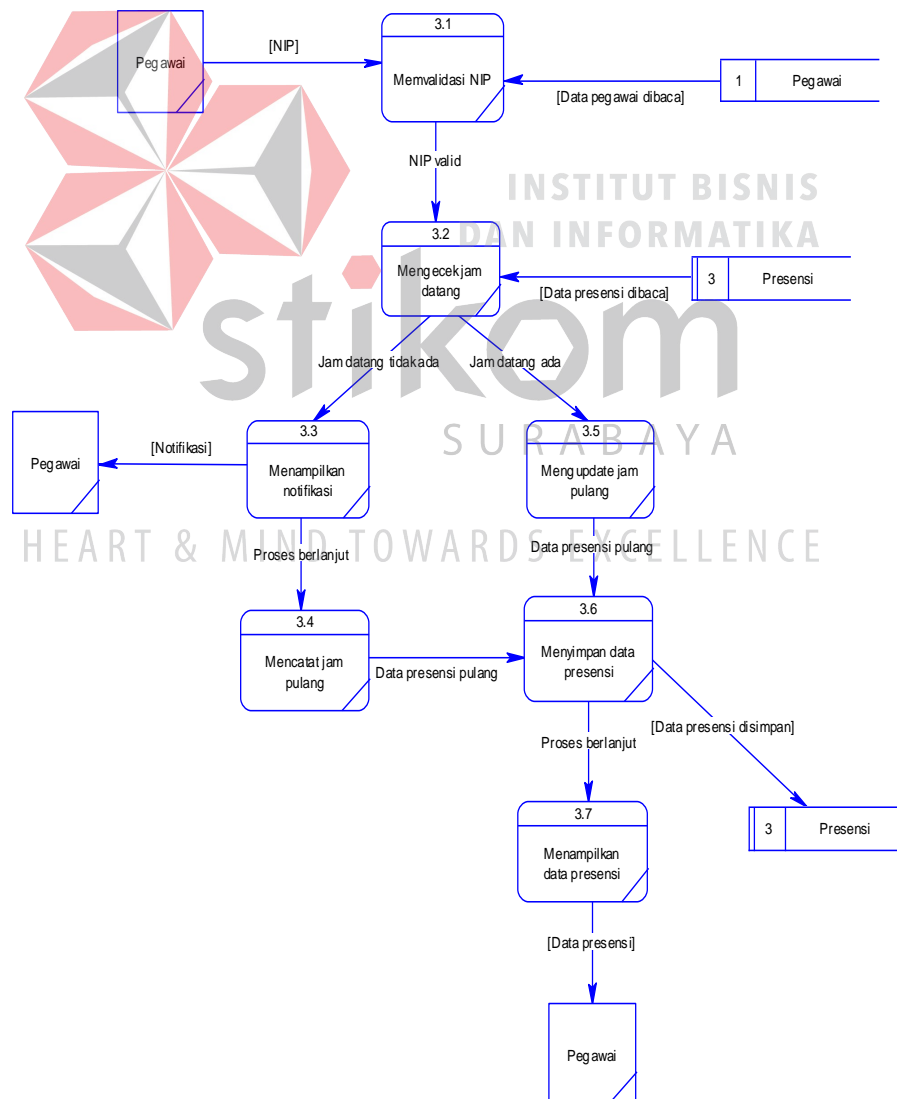 3.1
[NIP]
Pegawai
Memvalidasi NIP
1
Pegawai
[Data pegawai dibaca]
NIP valid
INSTITUT BISNIS
DAN INFORMATIKA
3.2
Mengecek jam
datang
3
Presensi
[Data presensi dibaca]
stikom
SURABAYA
Jam datang tidak ada
Jam datang ada
3.3
3.5
[Notifikasi]
Pegawai
Menampilkan
notifikasi
Mengupdate jam
pulang
HEART & MIND TOWARDS EXCELLENCE
Proses berlanjut
Data presensi pulang
3.4
3.6
Mencatat jam
pulang
Data presensi pulang
Menyimpan data
presensi
[Data presensi disimpan]
Proses berlanjut
3.7
3
Presensi
Menampilkan
data presensi
[Data presensi]
Pegawai